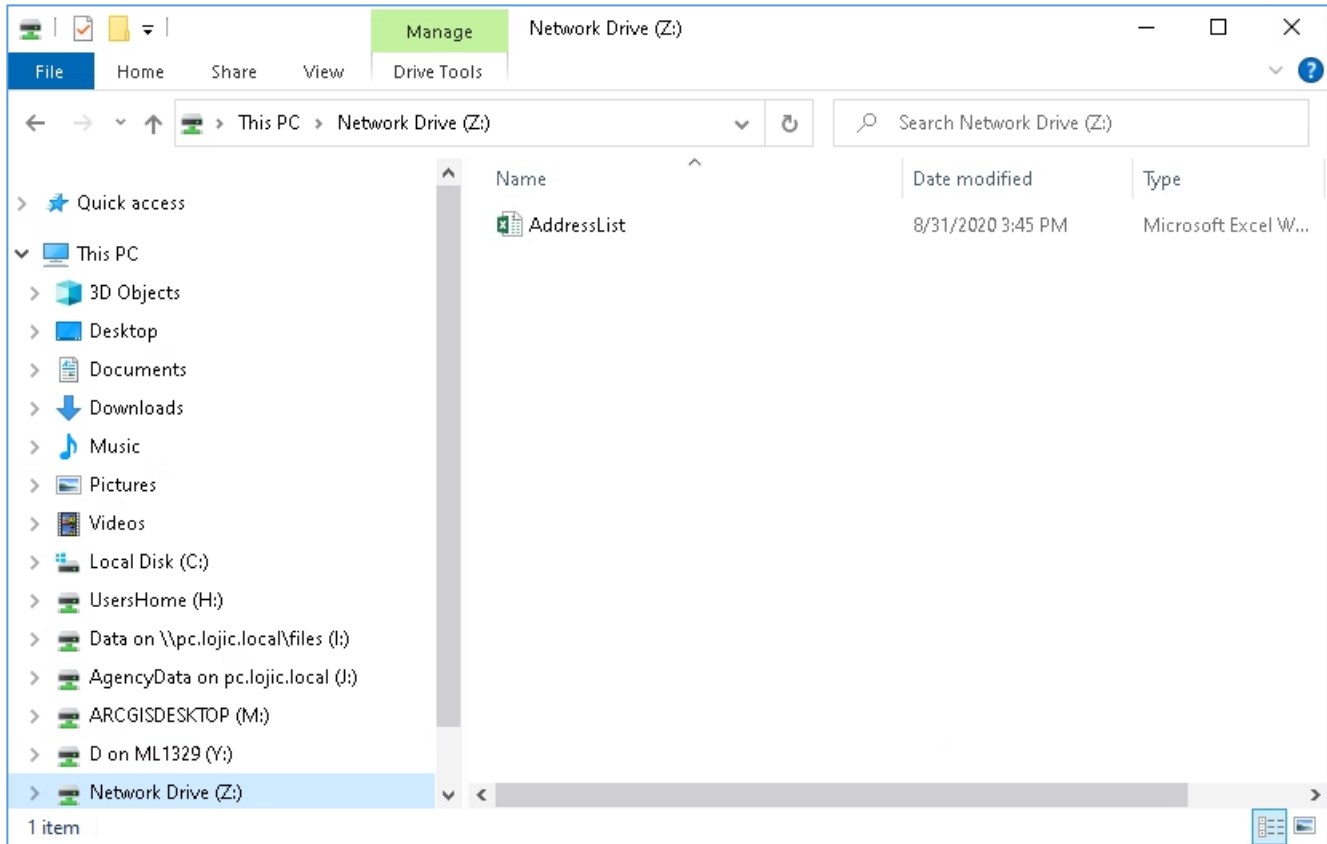 Manage Network Drive (Z:)
File Home Share View Drive Tools
This PC > Network Drive (Z:) Search Network Drive (Z:)
Name Date modified Type
Quick access
AddressList 8/31/2020 3:45 PM Microsoft Excel W...
This PC
3D Objects
Desktop
Documents
Downloads
Music
Pictures
Videos
Local Disk (C:)
UsersHome (H:)
Data on \\pc.lojic.local\files (I:)
AgencyData on pc.lojic.local (J:)
ARCGISDESKTOP (M:)
D on ML1329 (Y:)
Network Drive (Z:)
1 item